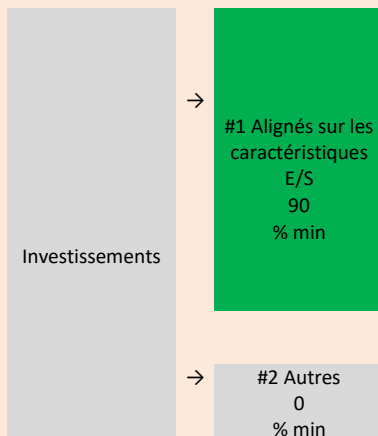 Investissements
→
#1 Alignés sur les
caractéristiques
E/S
90
% min
→
#2 Autres
0
% min